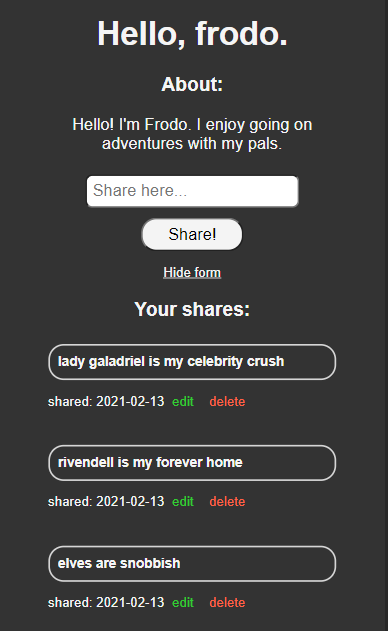 Hello, frodo.
About:
Hello! I'm Frodo. I enjoy going on
adventures with my pals.
Share here...
Share!
Hide form
Your shares:
lady galadriel is my celebrity crush
shared: 2021-02-13 edit delete
rivendell is my forever home
shared: 2021-02-13 edit delete
elves are snobbish
shared: 2021-02-13 edit delete